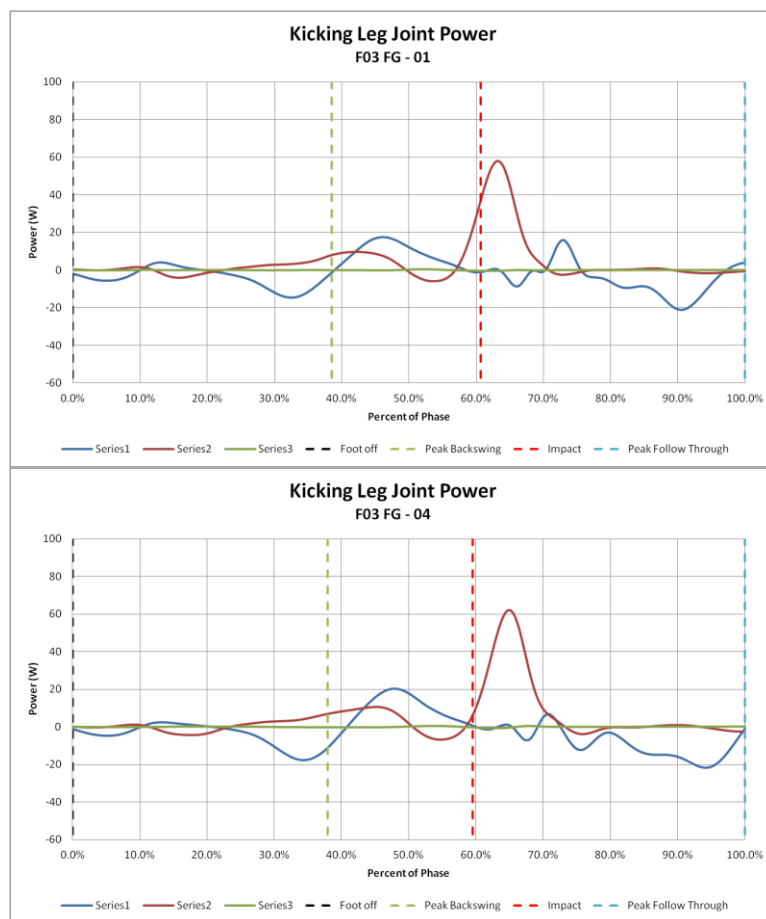 Kicking Leg Joint Power
F03 FG - 01
100
80
60
40
20
0
-20
-40
-60
Power (W)
0.0% 10.0% 20.0% 30.0% 40.0% 50.0% 60.0% 70.0% 80.0% 90.0% 100.0%
Percent of Phase
Series1 Series2 Series3 Foot off Peak Backswing Impact Peak Follow Through
Kicking Leg Joint Power
F03 FG - 04
100
80
60
40
20
0
-20
-40
-60
Power (W)
0.0% 10.0% 20.0% 30.0% 40.0% 50.0% 60.0% 70.0% 80.0% 90.0% 100.0%
Percent of Phase
Series1 Series2 Series3 Foot off Peak Backswing Impact Peak Follow Through